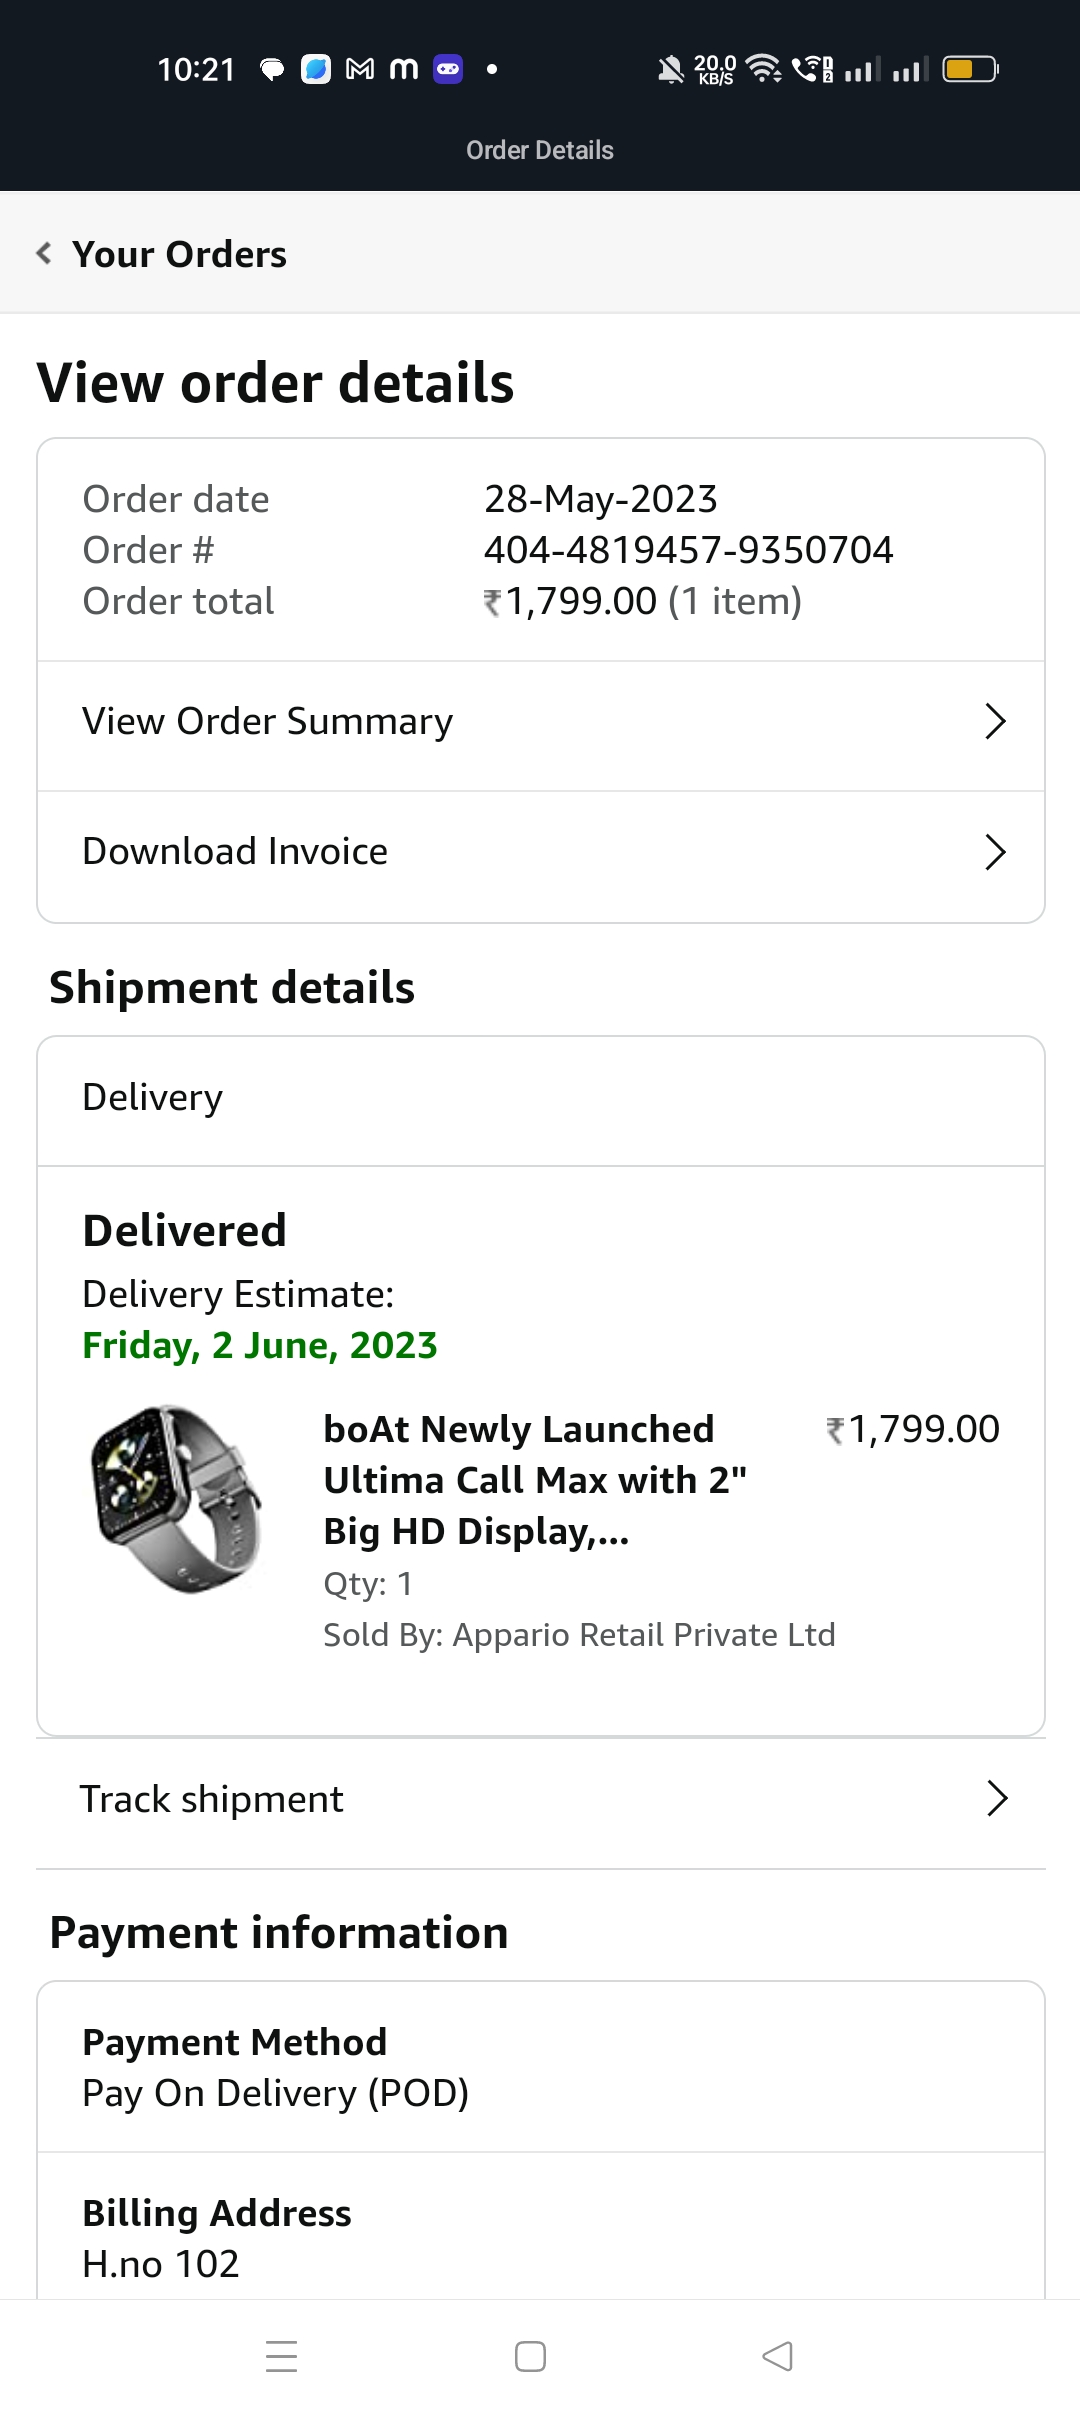 10:21
20.0
KB/S
Order Details
Your Orders
View order details
Order date 28-May-2023
Order # 404-4819457-9350704
Order total ₹1,799.00 (1 item)
View Order Summary
Download Invoice
Shipment details
Delivery
Delivered
Delivery Estimate:
Friday, 2 June, 2023
boAt Newly Launched ₹1,799.00
Ultima Call Max with 2"
Big HD Display,...
Qty: 1
Sold By: Appario Retail Private Ltd
Track shipment
Payment information
Payment Method
Pay On Delivery (POD)
Billing Address
H.no 102